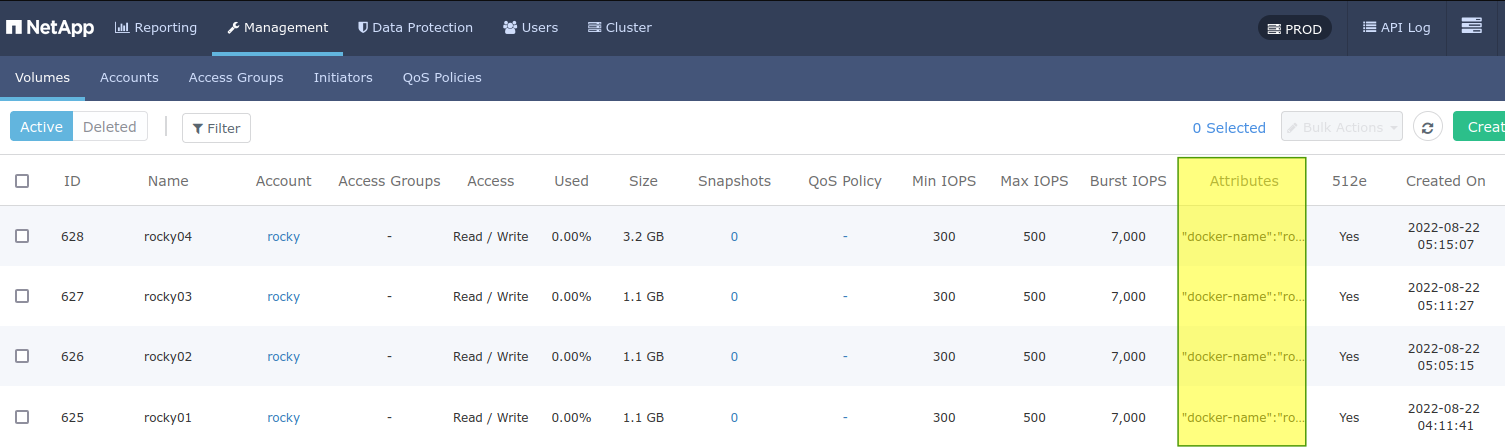 NetApp Reporting Management Data Protection Users Cluster PROD API Log
Volumes Accounts Access Groups Initiators QoS Policies
Active Deleted Filter 0 Selected Bulk Actions Creat
ID Name Account Access Groups Access Used Size Snapshots QoS Policy Min IOPS Max IOPS Burst IOPS Attributes 512e Created On
628 rocky04 rocky - Read / Write 0.00% 3.2 GB 0 - 300 500 7,000 "docker-name":"ro... Yes 2022-08-22
05:15:07
627 rocky03 rocky - Read / Write 0.00% 1.1 GB 0 - 300 500 7,000 "docker-name":"ro... Yes 2022-08-22
05:11:27
626 rocky02 rocky - Read / Write 0.00% 1.1 GB 0 - 300 500 7,000 "docker-name":"ro... Yes 2022-08-22
05:05:15
625 rocky01 rocky - Read / Write 0.00% 1.1 GB 0 - 300 500 7,000 "docker-name":"ro... Yes 2022-08-22
04:11:41